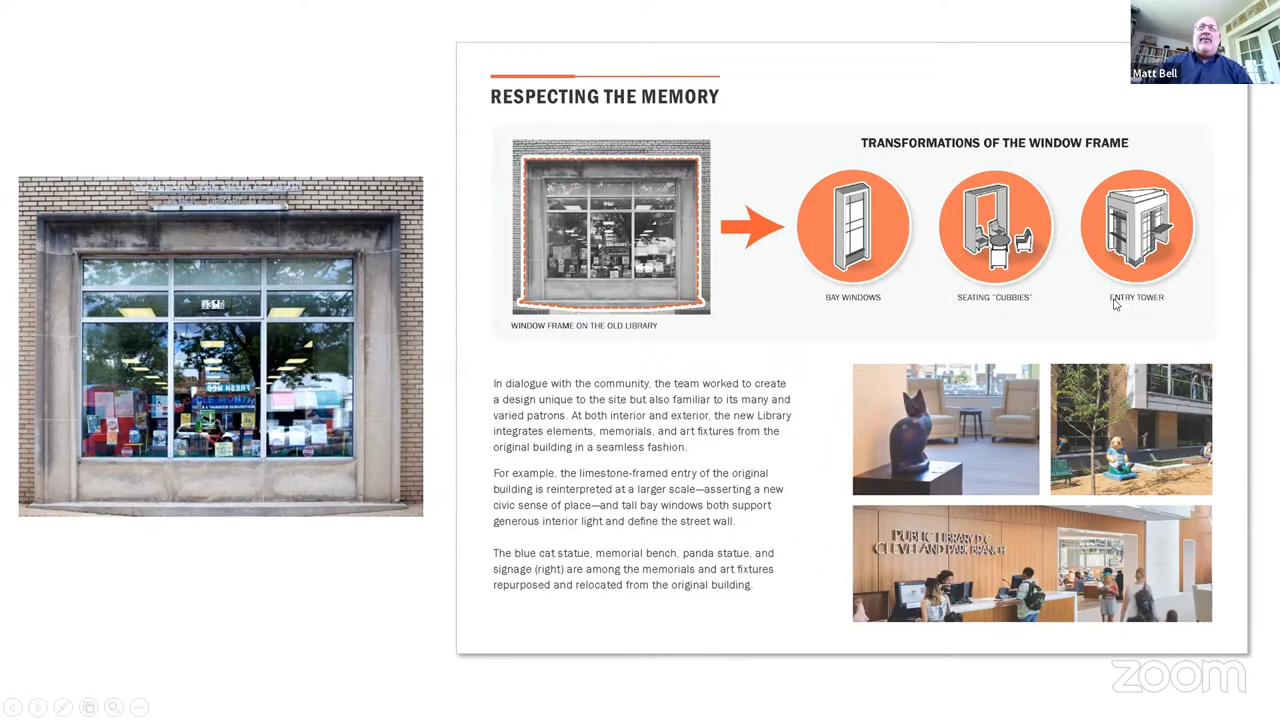 Matt Bell
RESPECTING THE MEMORY
TRANSFORMATIONS OF THE WINDOW FRAME
BAY WINDOWS
SEATING "CUBBIES"
ENTRY TOWER
WINDOW FRAME ON THE OLD LIBRARY
In dialogue with the community, the team worked to create
a design unique to the site but also familiar to its many and
varied patrons. At both interior and exterior, the new Library
integrates elements, memorials, and art fixtures from the
original building in a seamless fashion.
For example, the limestone-framed entry of the original
building is reinterpreted at a larger scale—asserting a new
civic sense of place—and tall bay windows both support
generous interior light and define the street wall.
The blue cat statue, memorial bench, panda statue, and
signage (right) are among the memorials and art fixtures
repurposed and relocated from the original building.
PUBLIC LIBRARY D.C.
CLEVELAND PARK BRANCH
zoom